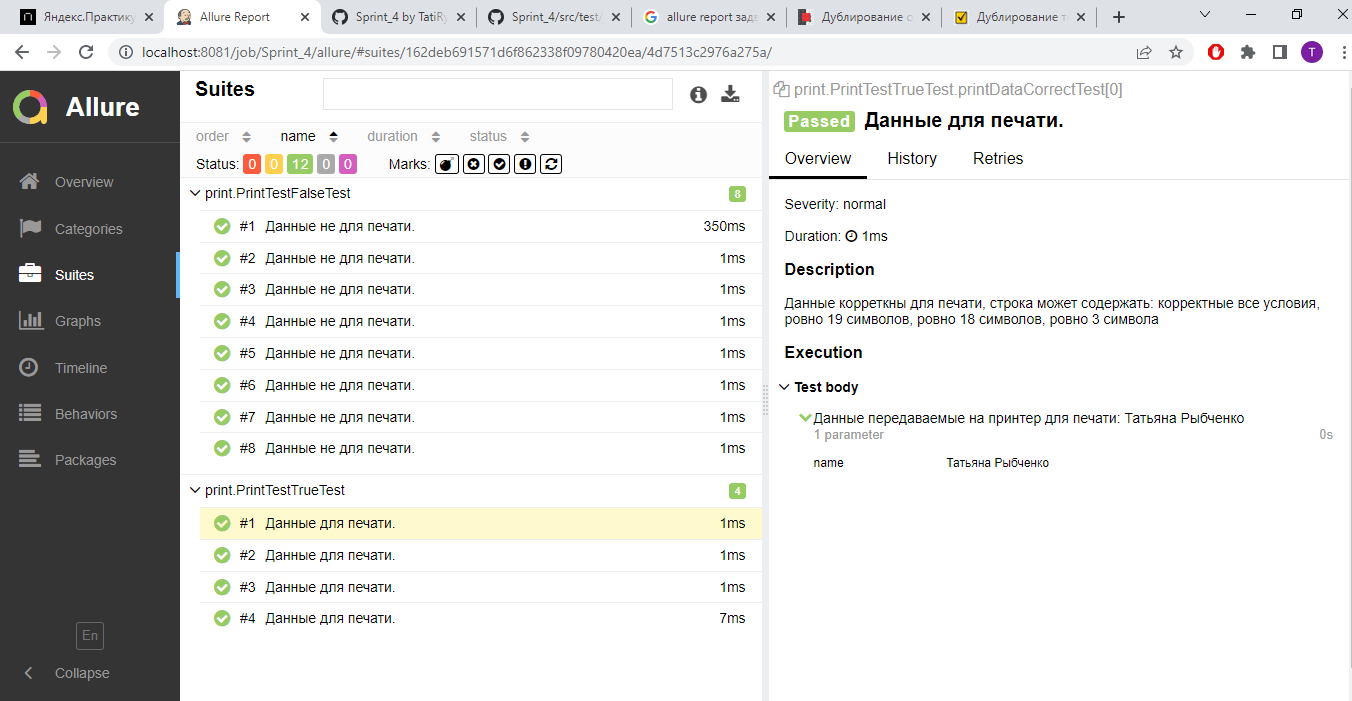 Яндекс.Практику
Allure Report
Sprint_4 by TatiRy
Sprint_4/src/test/
allure report задв
Дублирование о
Дублирование т
localhost:8081/job/Sprint_4/allure/#suites/162deb691571d6f862338f09780420ea/4d7513c2976a275a/
T
Allure
Overview
Categories
Suites
Graphs
Timeline
Behaviors
Packages
En
Collapse
Suites
order name duration status
Status: 0 0 12 0 0 Marks:
print.PrintTestFalseTest 8
#1 Данные не для печати. 350ms
#2 Данные не для печати. 1ms
#3 Данные не для печати. 1ms
#4 Данные не для печати. 1ms
#5 Данные не для печати. 1ms
#6 Данные не для печати. 1ms
#7 Данные не для печати. 1ms
#8 Данные не для печати. 1ms
print.PrintTestTrueTest 4
#1 Данные для печати. 1ms
#2 Данные для печати. 1ms
#3 Данные для печати. 1ms
#4 Данные для печати. 7ms
print.PrintTestTrueTest.printDataCorrectTest[0]
Passed Данные для печати.
Overview History Retries
Severity: normal
Duration: 1ms
Description
Данные корреткны для печати, строка может содержать: корректные все условия,
ровно 19 символов, ровно 18 символов, ровно 3 символа
Execution
Test body
Данные передаваемые на принтер для печати: Татьяна Рыбченко
1 parameter 0s
name Татьяна Рыбченко